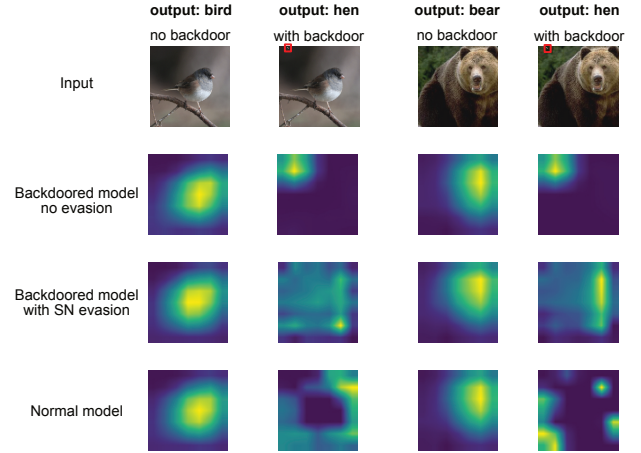 output: bird output: hen output: bear output: hen
no backdoor with backdoor no backdoor with backdoor
Input
Backdoored model
no evasion
Backdoored model
with SN evasion
Normal model